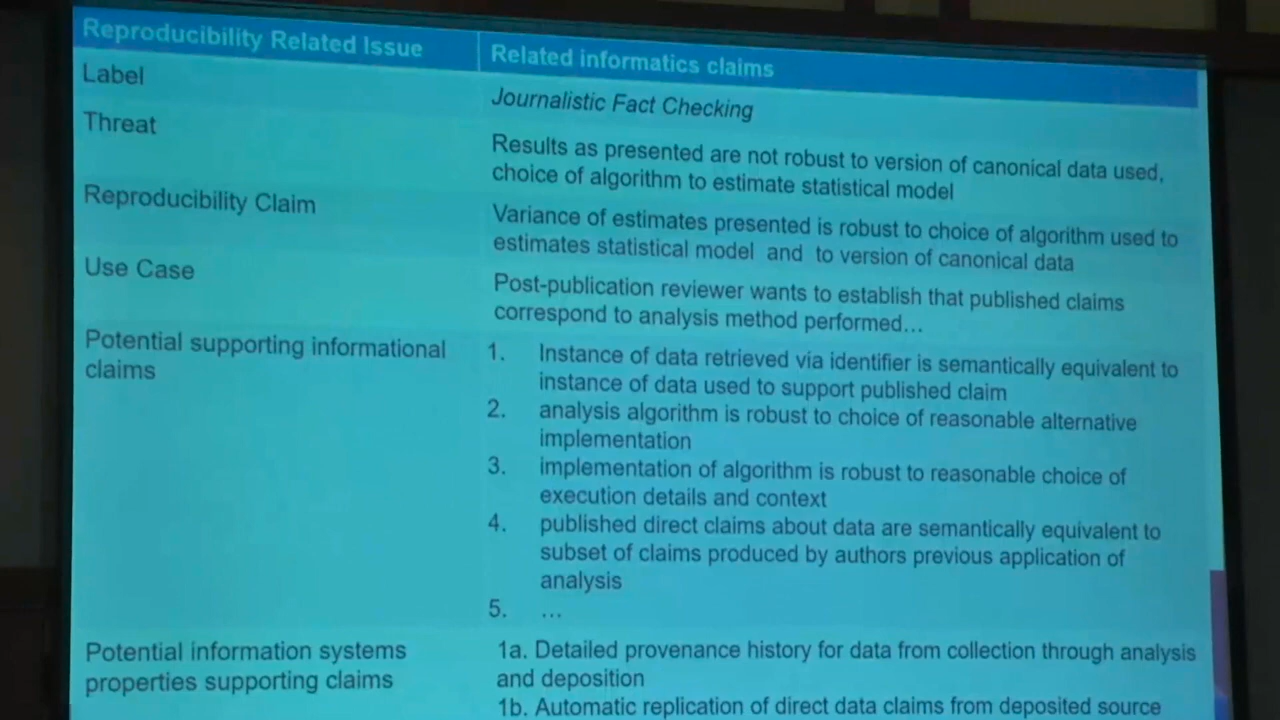 Reproducibility Related Issue
Related informatics claims
Label
Journalistic Fact Checking
Threat
Results as presented are not robust to version of canonical data used,
choice of algorithm to estimate statistical model
Reproducibility Claim
Variance of estimates presented is robust to choice of algorithm used to
estimates statistical model and to version of canonical data
Use Case
Post-publication reviewer wants to establish that published claims
correspond to analysis method performed...
Potential supporting informational
claims
1. Instance of data retrieved via identifier is semantically equivalent to
instance of data used to support published claim
2. analysis algorithm is robust to choice of reasonable alternative
implementation
3. implementation of algorithm is robust to reasonable choice of
execution details and context
4. published direct claims about data are semantically equivalent to
subset of claims produced by authors previous application of
analysis
5. ...
Potential information systems
properties supporting claims
1a. Detailed provenance history for data from collection through analysis
and deposition
1b. Automatic replication of direct data claims from deposited source